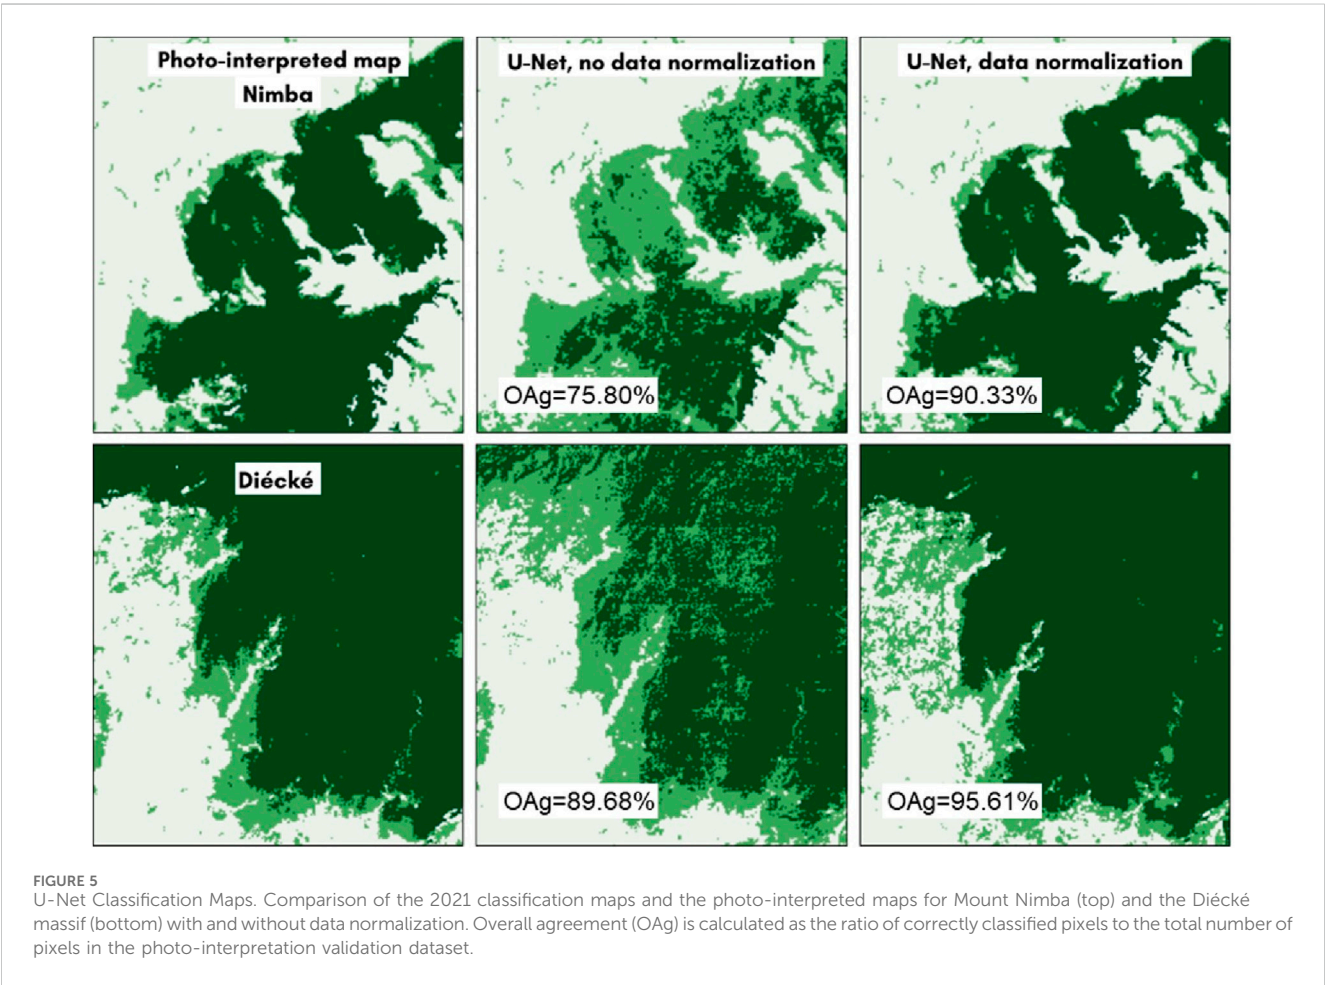 Photo-interpreted map
Nimba
U-Net, no data normalization
U-Net, data normalization
OAg=75.80%
OAg=90.33%
Diécké
OAg=89.68%
OAg=95.61%
FIGURE 5
U-Net Classification Maps. Comparison of the 2021 classification maps and the photo-interpreted maps for Mount Nimba (top) and the Diécké
massif (bottom) with and without data normalization. Overall agreement (OAg) is calculated as the ratio of correctly classified pixels to the total number of
pixels in the photo-interpretation validation dataset.